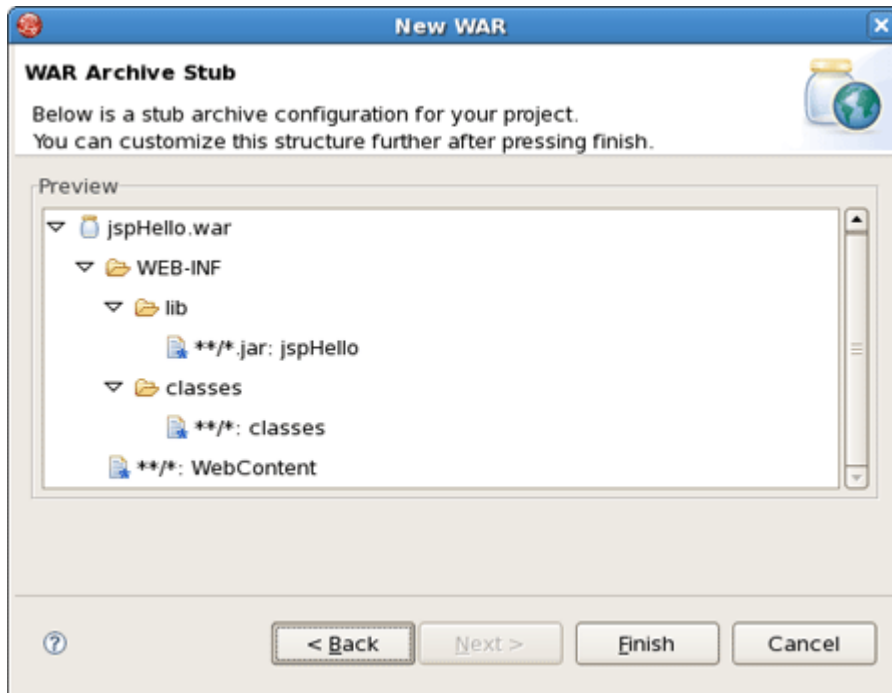 New WAR
WAR Archive Stub
Below is a stub archive configuration for your project.
You can customize this structure further after pressing finish.
Preview
jspHello.war
WEB-INF
lib
**/*.jar: jspHello
classes
**/*: classes
**/*: WebContent
< Back
Next >
Finish
Cancel